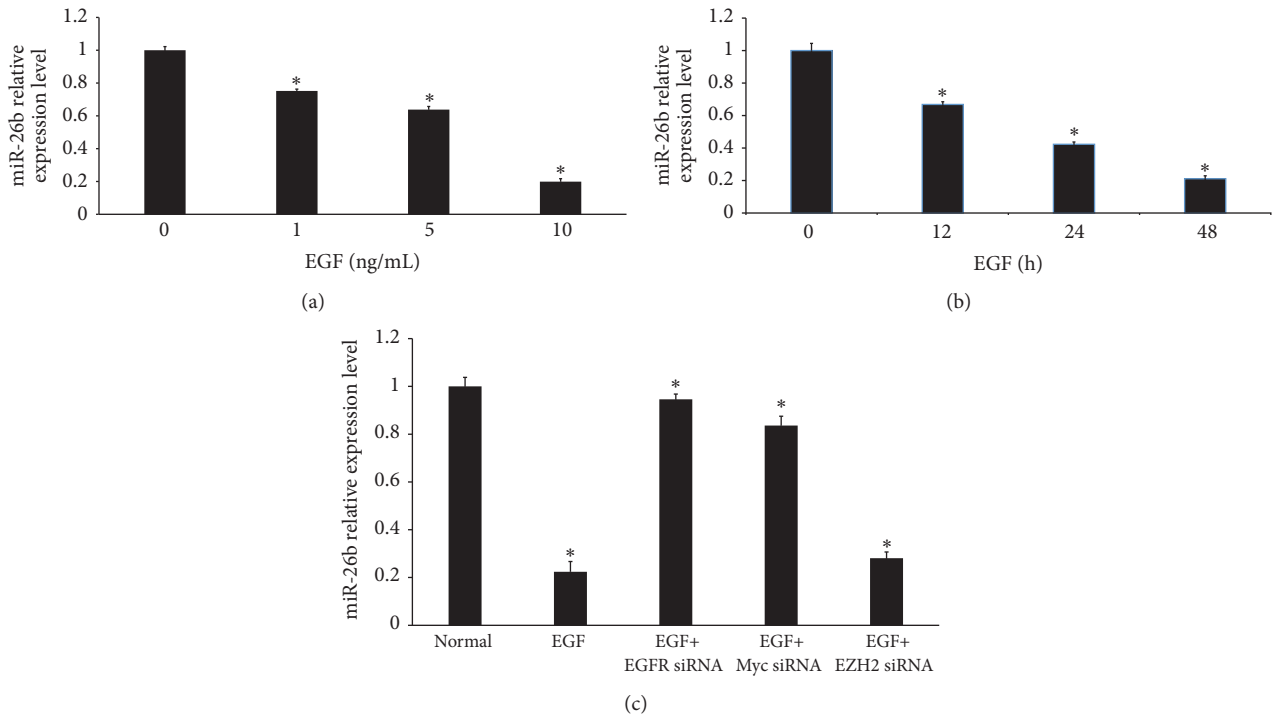 miR-26b relative
expression level
1.2
1
0.8
0.6
0.4
0.2
0
*
*
*
0 1 5 10
EGF (ng/mL)
(a)
miR-26b relative
expression level
1.2
1
0.8
0.6
0.4
0.2
0
*
*
*
0 12 24 48
EGF (h)
(b)
miR-26b relative expression level
1.2
1
0.8
0.6
0.4
0.2
0
*
*
*
*
Normal
EGF
EGF+
EGFR siRNA
EGF+
Myc siRNA
EGF+
EZH2 siRNA
(c)